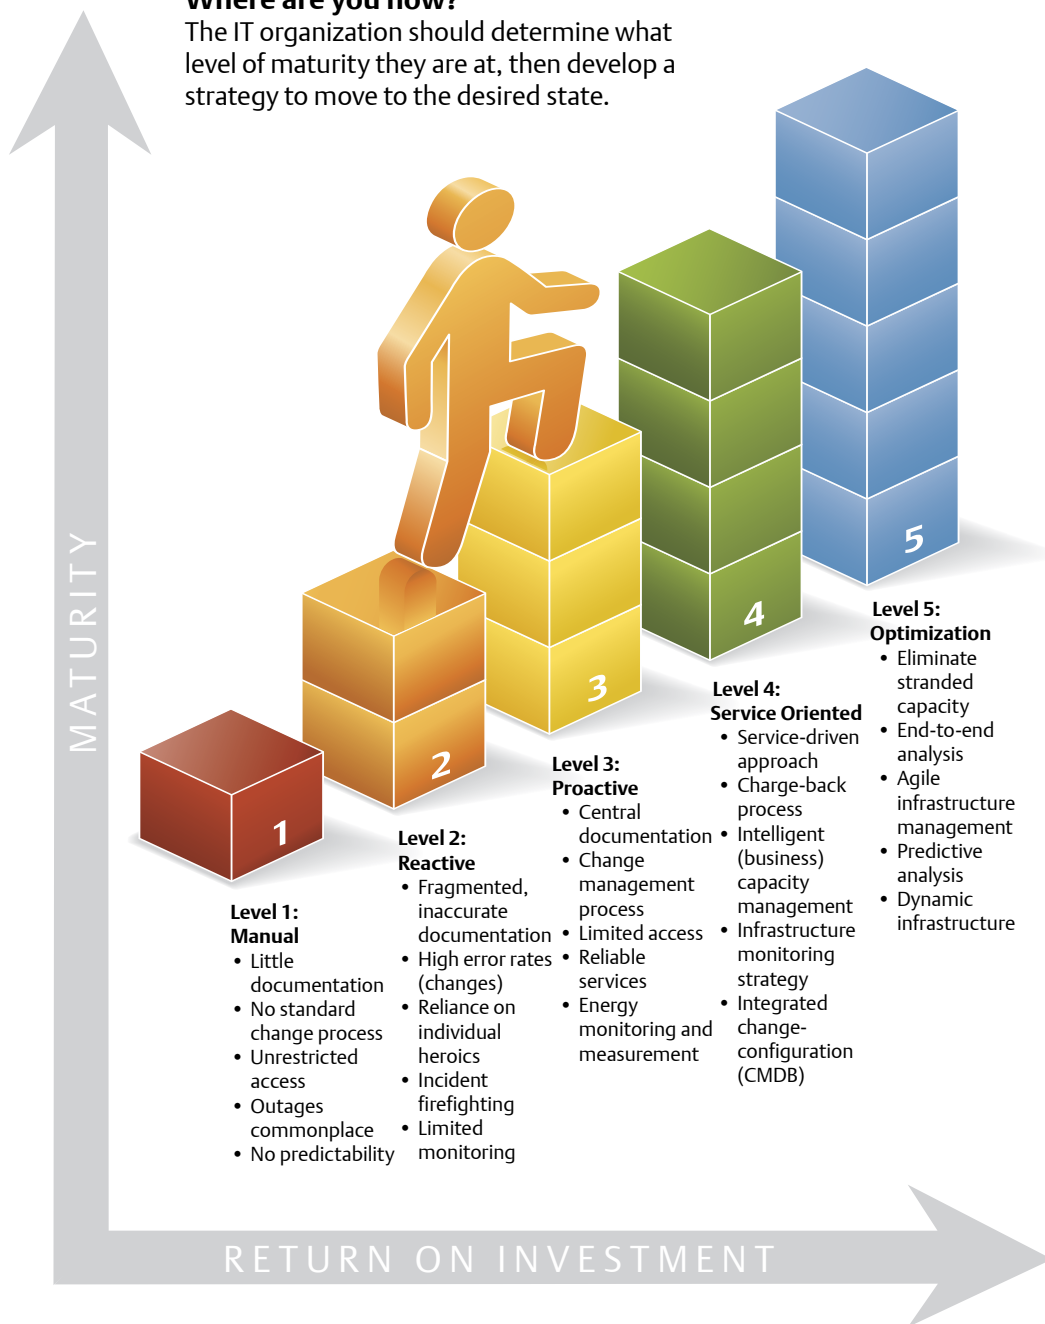 Where are you now?
The IT organization should determine what
level of maturity they are at, then develop a
strategy to move to the desired state.
MATURITY
1
2
3
4
5
Level 1:
Manual
• Little
documentation
• No standard
change process
• Unrestricted
access
• Outages
commonplace
• No predictability
Level 2:
Reactive
• Fragmented,
inaccurate
documentation
• High error rates
(changes)
• Reliance on
individual
heroics
• Incident
firefighting
• Limited
monitoring
Level 3:
Proactive
• Central
documentation
• Change
management
process
• Limited access
• Reliable
services
• Energy
monitoring and
measurement
Level 4:
Service Oriented
• Service-driven
approach
• Charge-back
process
• Intelligent
(business)
capacity
management
• Infrastructure
monitoring
strategy
• Integrated
change-
configuration
(CMDB)
Level 5:
Optimization
• Eliminate
stranded
capacity
• End-to-end
analysis
• Agile
infrastructure
management
• Predictive
analysis
• Dynamic
infrastructure
RETURN ON INVESTMENT